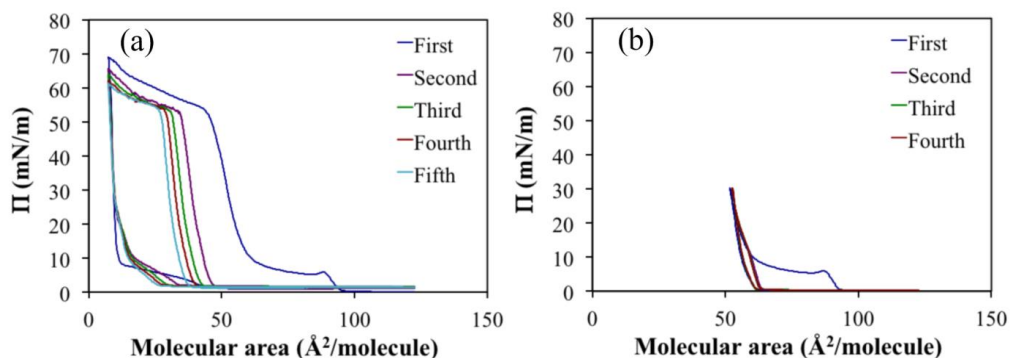 (a)
80
70
60
50
40
30
20
10
0
Π (mN/m)
First
Second
Third
Fourth
Fifth
0 50 100 150
Molecular area (Å²/molecule)
(b)
80
70
60
50
40
30
20
10
0
Π (mN/m)
First
Second
Third
Fourth
0 50 100 150
Molecular area (Å²/molecule)